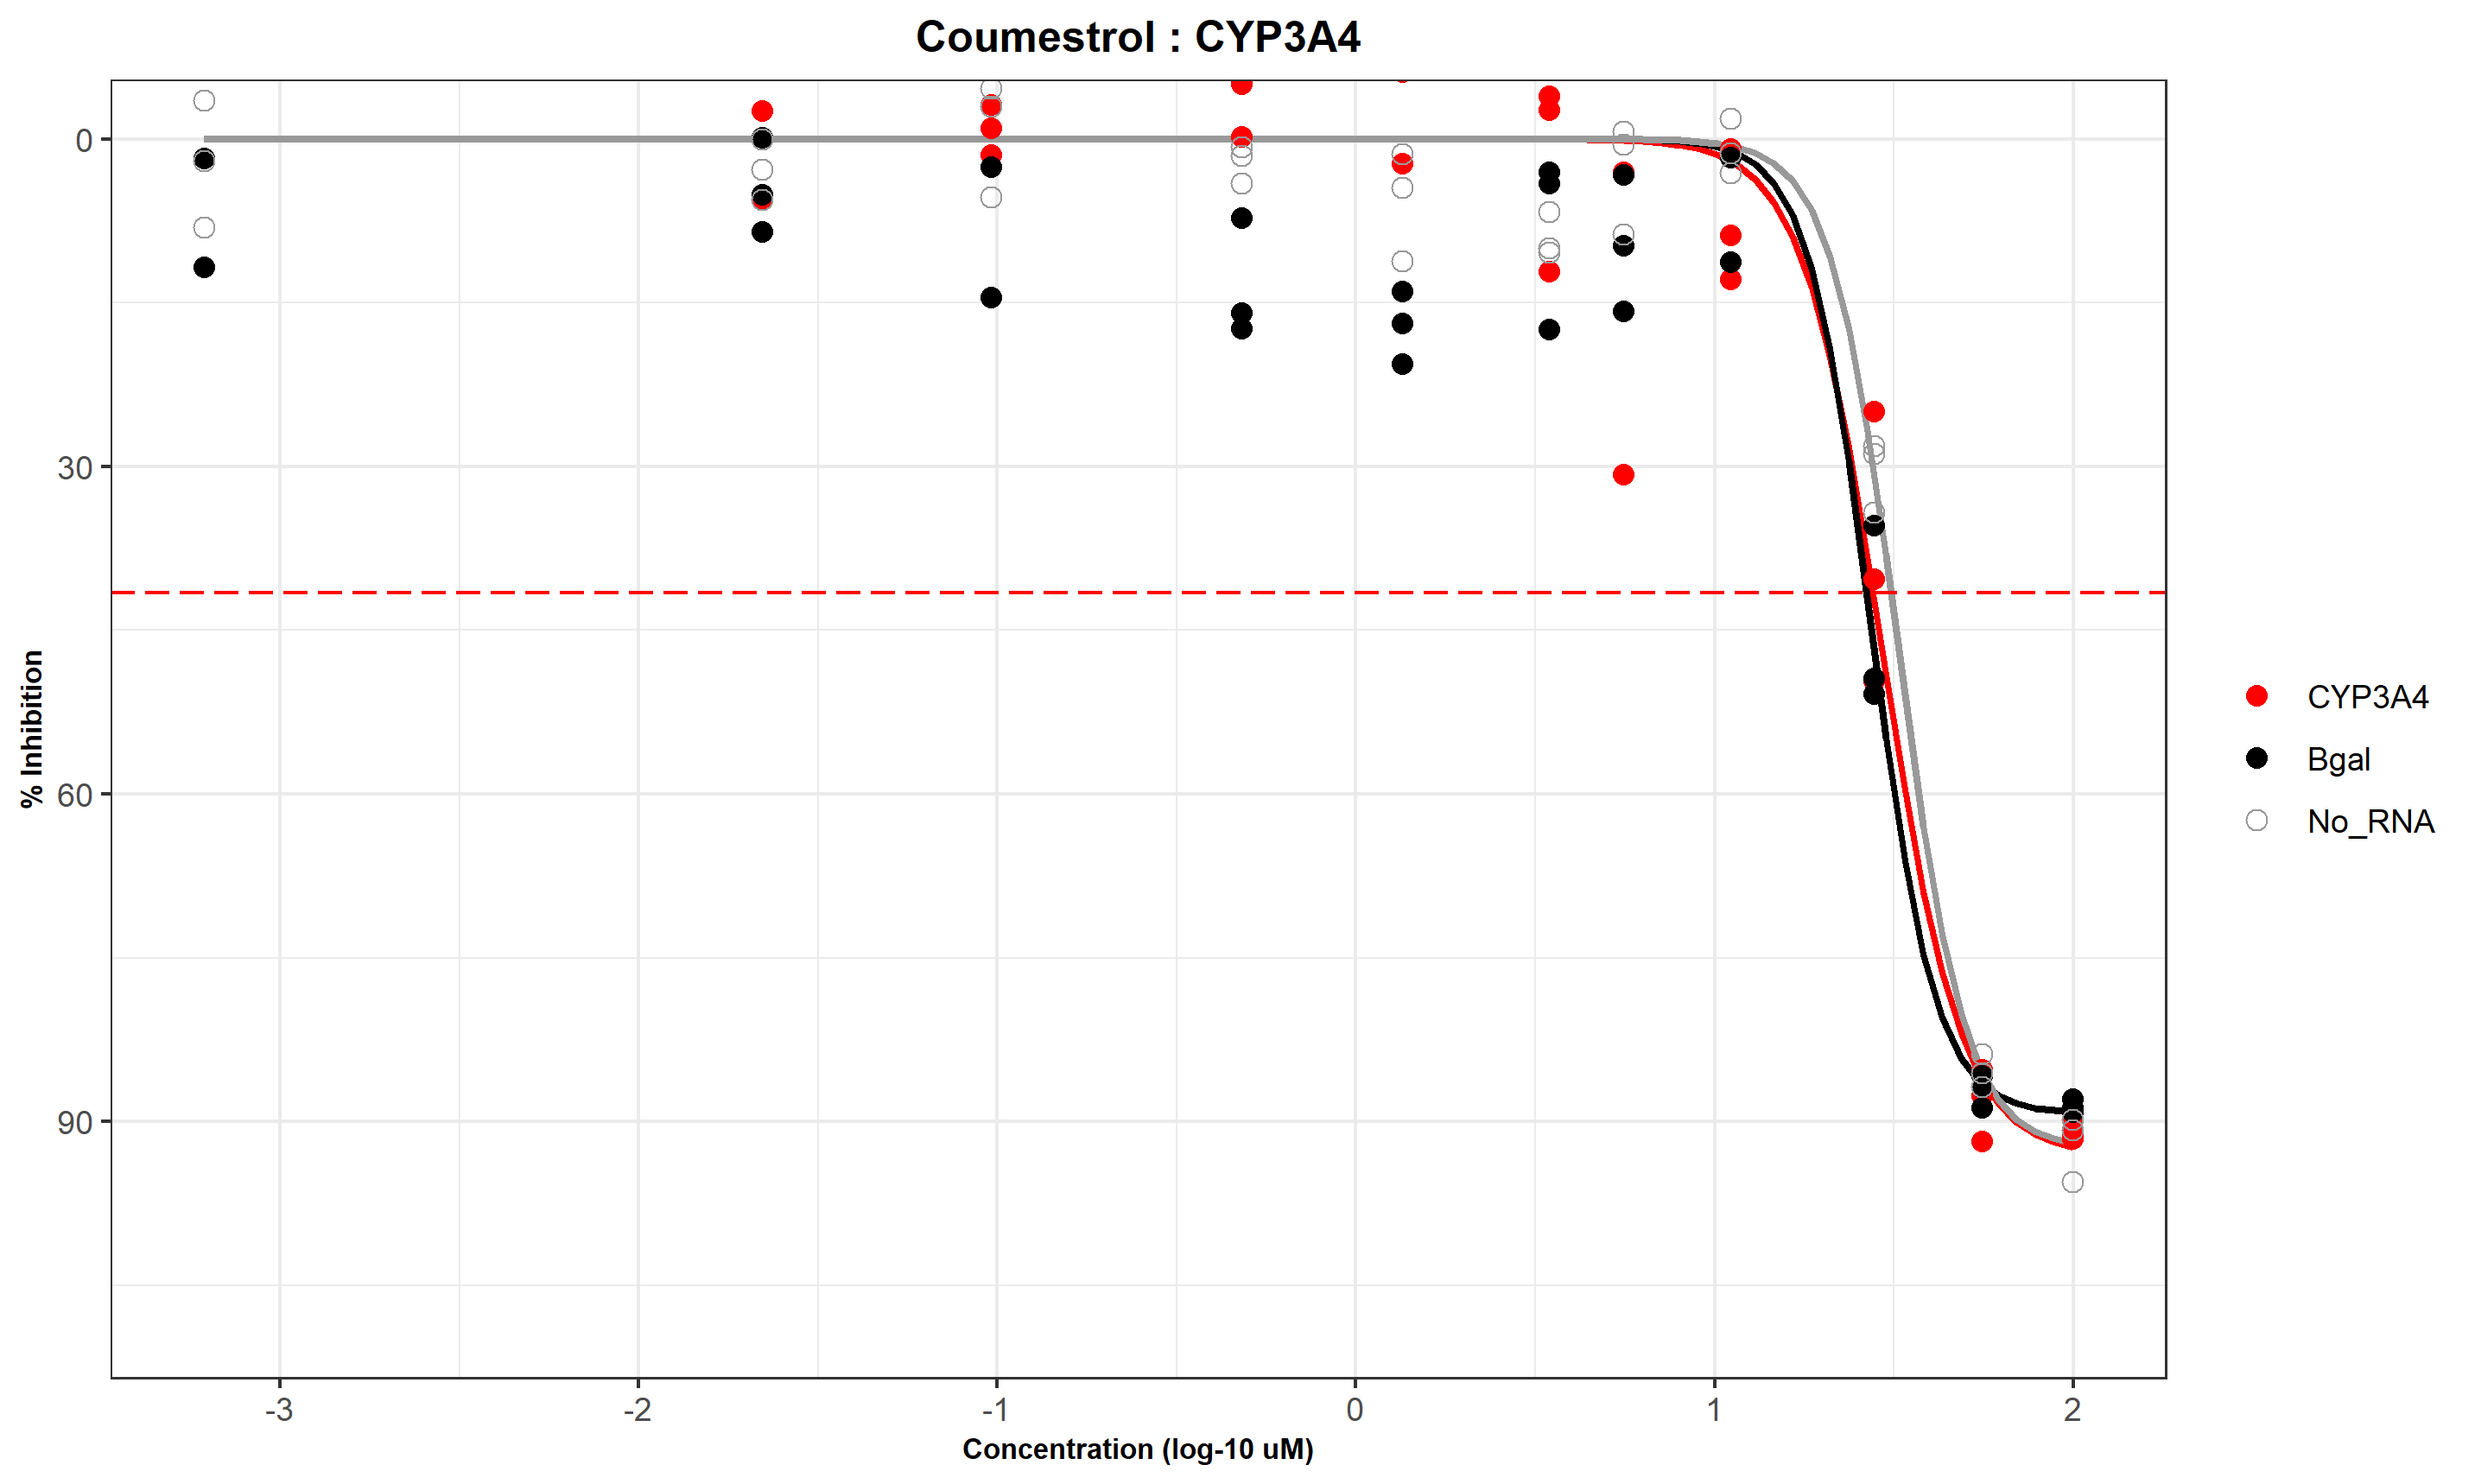 Coumestrol : CYP3A4
% Inhibition
0
30
60
90
-3
-2
-1
0
1
2
Concentration (log-10 uM)
CYP3A4
Bgal
No_RNA